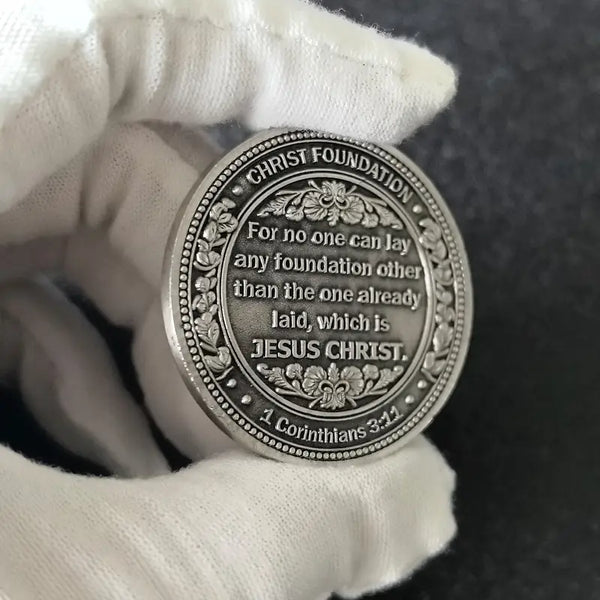 CHRIST FOUNDATION
For no one can lay
any foundation other
than the one already
laid, which is
JESUS CHRIST.
1 Corinthians 3:11